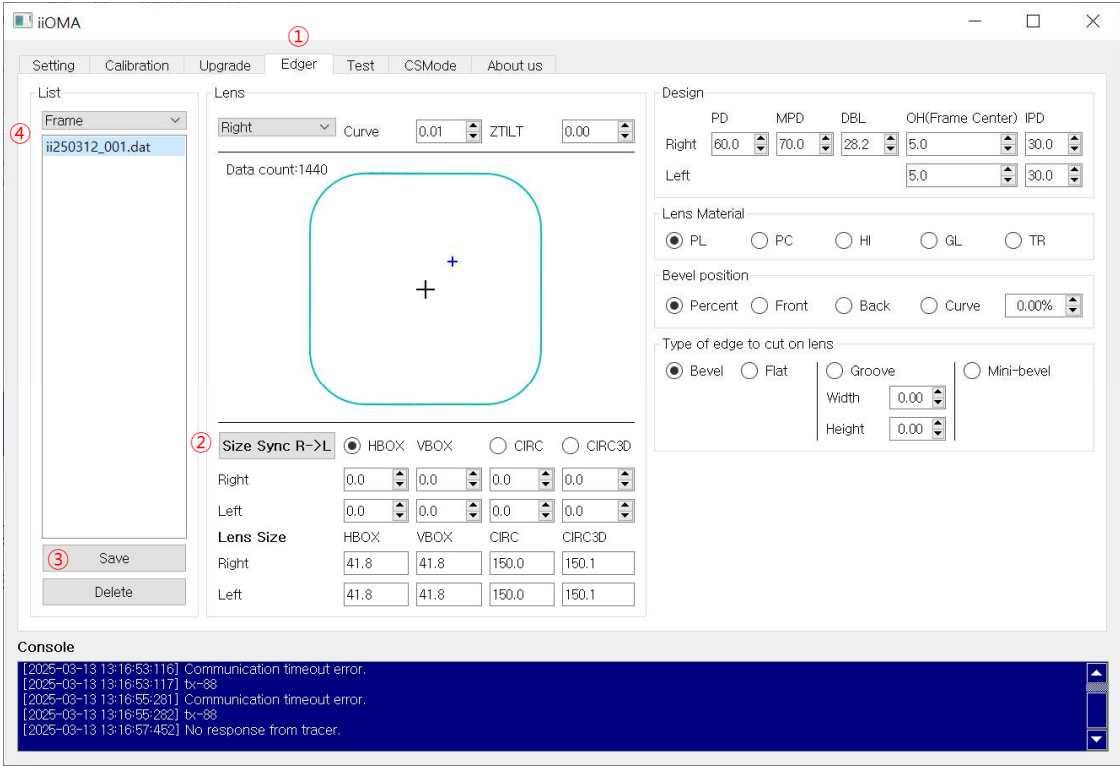 iiOMA
①
Setting Calibration Upgrade Edger Test CSMode About us
List
Frame
④
ii250312_001.dat
③ Save
Delete
Lens
Right Curve 0.01 ZTILT 0.00
Data count:1440
② Size Sync R->L HBOX VBOX CIRC CIRC3D
Right 0.0 0.0 0.0 0.0
Left 0.0 0.0 0.0 0.0
Lens Size HBOX VBOX CIRC CIRC3D
Right 41.8 41.8 150.0 150.1
Left 41.8 41.8 150.0 150.1
Design
PD MPD DBL OH(Frame Center) IPD
Right 60.0 70.0 28.2 5.0 30.0
Left 5.0 30.0
Lens Material
PL PC HI GL TR
Bevel position
Percent Front Back Curve 0.00%
Type of edge to cut on lens
Bevel Flat Groove Mini-bevel
Width 0.00
Height 0.00
Console
[2025-03-13 13:16:53:116] Communication timeout error.
[2025-03-13 13:16:53:117] tx-88
[2025-03-13 13:16:55:281] Communication timeout error.
[2025-03-13 13:16:55:282] tx-88
[2025-03-13 13:16:57:452] No response from tracer.